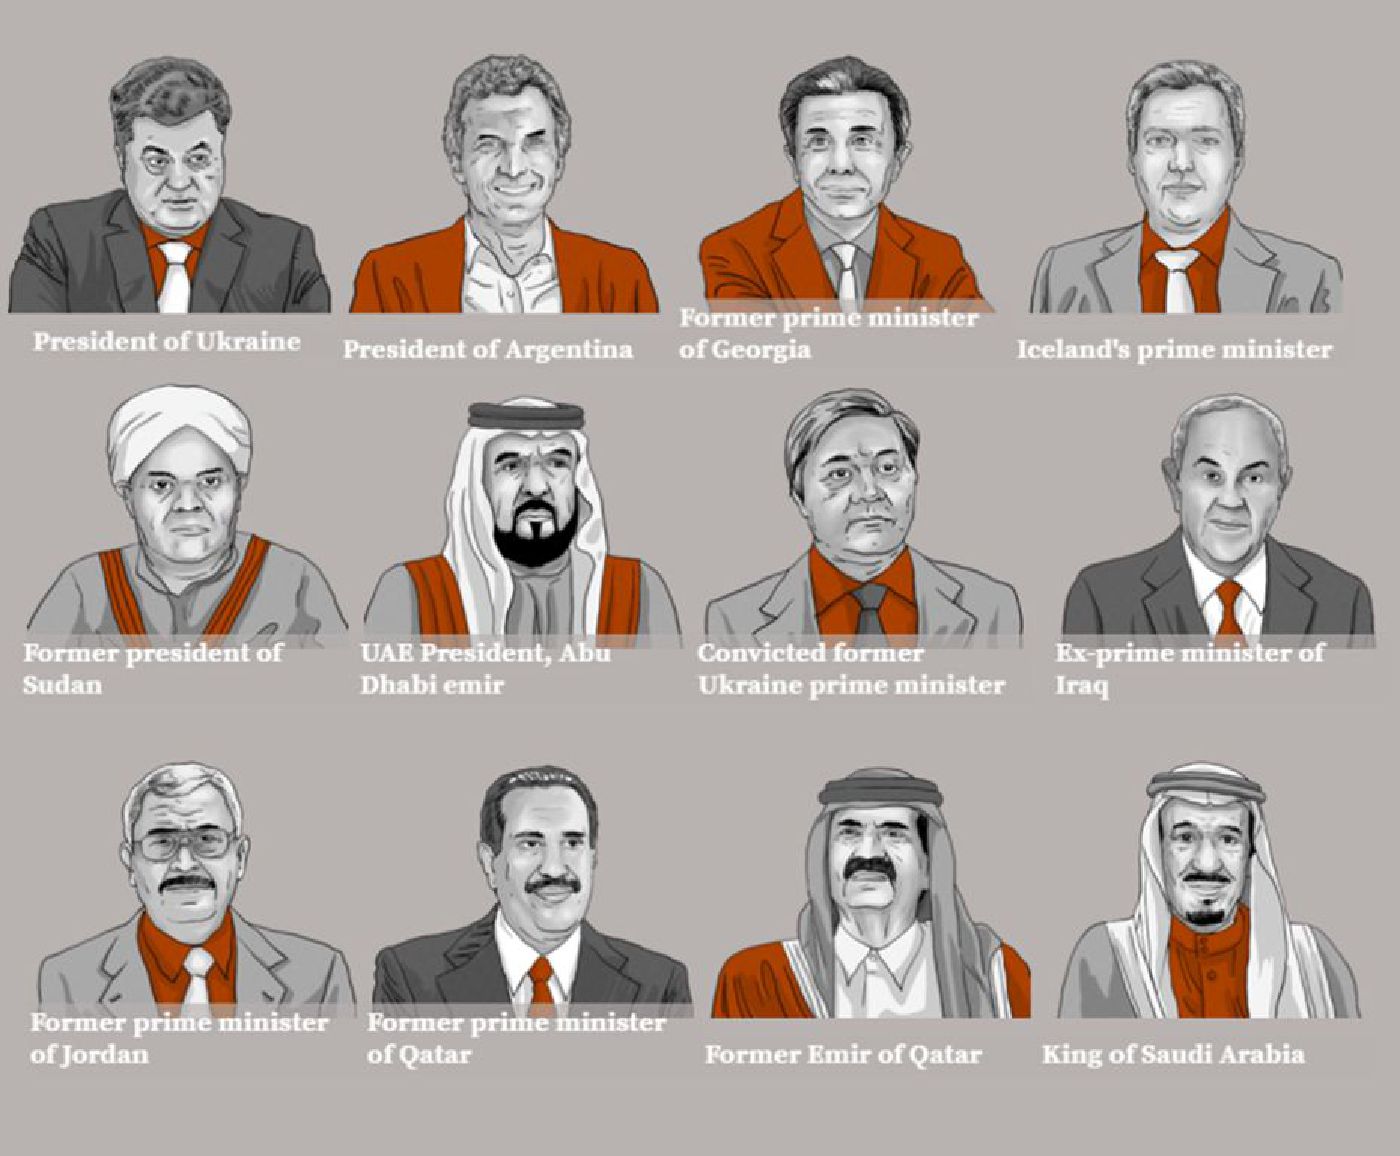 President of Ukraine
President of Argentina
Former prime minister
of Georgia
Iceland's prime minister
Former president of
Sudan
UAE President, Abu
Dhabi emir
Convicted former
Ukraine prime minister
Ex-prime minister of
Iraq
Former prime minister
of Jordan
Former prime minister
of Qatar
Former Emir of Qatar
King of Saudi Arabia